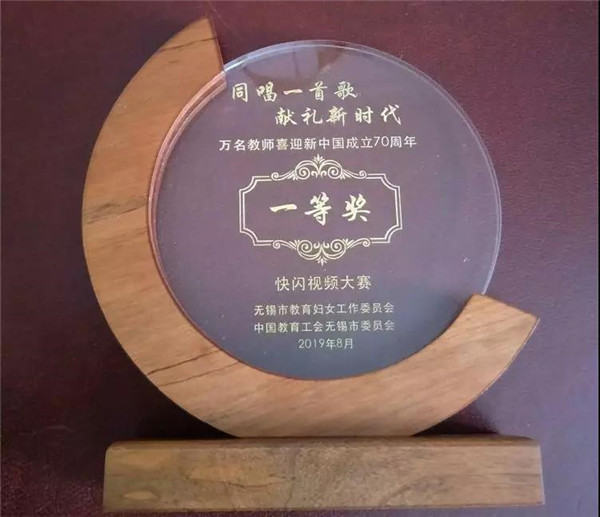 同唱一首歌
献礼新时代
万名教师喜迎新中国成立70周年
一等奖
快闪视频大赛
无锡市教育妇女工作委员会
中国教育工会无锡市委员会
2019年8月